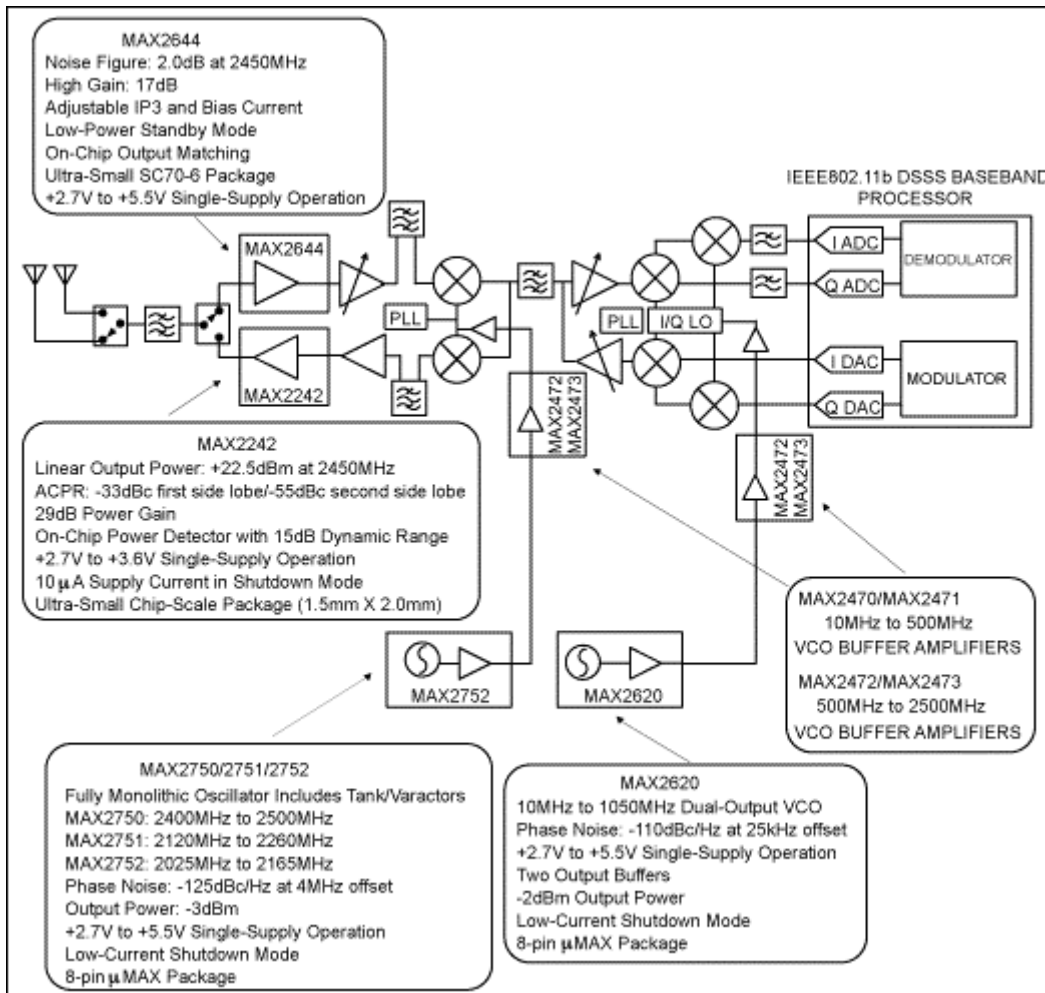 MAX2644
Noise Figure: 2.0dB at 2450MHz
High Gain: 17dB
Adjustable IP3 and Bias Current
Low-Power Standby Mode
On-Chip Output Matching
Ultra-Small SC70-6 Package
+2.7V to +5.5V Single-Supply Operation
IEEE802.11b DSSS BASEBAND
PROCESSOR
MAX2644
I ADC
Q ADC
DEMODULATOR
PLL
PLL
I/Q LO
MAX2242
I DAC
Q DAC
MODULATOR
MAX2472
MAX2473
MAX2472
MAX2473
MAX2242
Linear Output Power: +22.5dBm at 2450MHz
ACPR: -33dBc first side lobe/-55dBc second side lobe
29dB Power Gain
On-Chip Power Detector with 15dB Dynamic Range
+2.7V to +3.6V Single-Supply Operation
10 µA Supply Current in Shutdown Mode
Ultra-Small Chip-Scale Package (1.5mm X 2.0mm)
MAX2470/MAX2471
10MHz to 500MHz
VCO BUFFER AMPLIFIERS
MAX2472/MAX2473
500MHz to 2500MHz
VCO BUFFER AMPLIFIERS
MAX2752
MAX2620
MAX2750/2751/2752
Fully Monolithic Oscillator Includes Tank/Varactors
MAX2750: 2400MHz to 2500MHz
MAX2751: 2120MHz to 2260MHz
MAX2752: 2025MHz to 2165MHz
Phase Noise: -125dBc/Hz at 4MHz offset
Output Power: -3dBm
+2.7V to +5.5V Single-Supply Operation
Low-Current Shutdown Mode
8-pin µMAX Package
MAX2620
10MHz to 1050MHz Dual-Output VCO
Phase Noise: -110dBc/Hz at 25kHz offset
+2.7V to +5.5V Single-Supply Operation
Two Output Buffers
-2dBm Output Power
Low-Current Shutdown Mode
8-pin µMAX Package